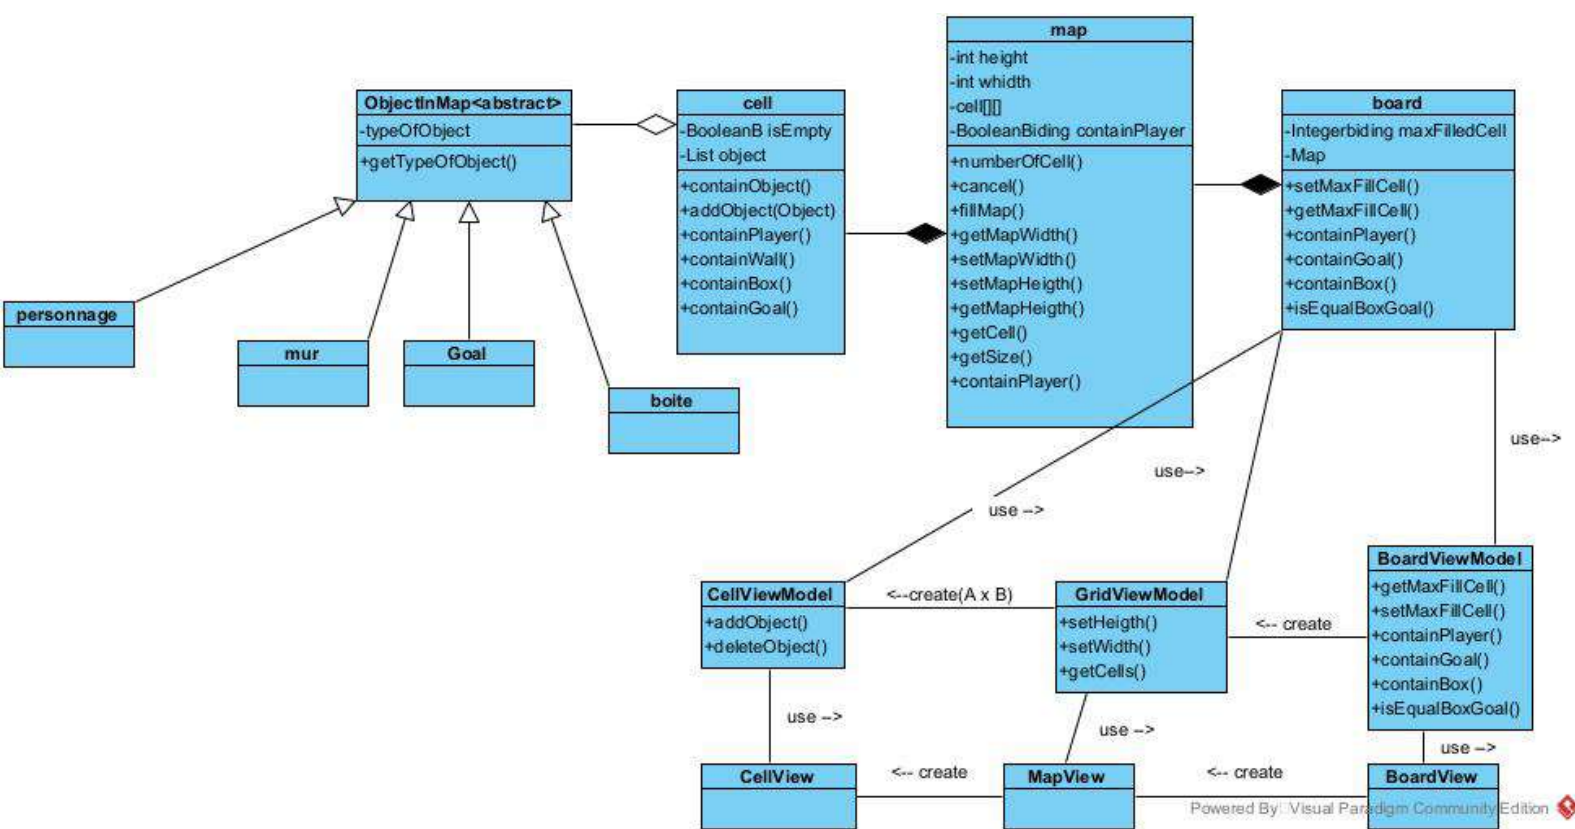 map
-int height
-int whidth
-cell[][]
-BooleanBiding containPlayer
+numberOfCell()
+cancel()
+fillMap()
+getMapWidth()
+setMapWidth()
+setMapHeigth()
+getMapHeigth()
+getCell()
+getSize()
+containPlayer()
ObjectInMap<abstract>
-typeOfObject
+getTypeOfObject()
cell
-BooleanB isEmpty
-List object
+containObject()
+addObject(Object)
+containPlayer()
+containWall()
+containBox()
+containGoal()
board
-Integerbiding maxFilledCell
-Map
+setMaxFillCell()
+getMaxFillCell()
+containPlayer()
+containGoal()
+containBox()
+isEqualBoxGoal()
personnage
mur
Goal
boite
use-->
use-->
use -->
CellViewModel
+addObject()
+deleteObject()
<--create(A x B)
GridViewModel
+setHeigth()
+setWidth()
+getCells()
<-- create
BoardViewModel
+getMaxFillCell()
+setMaxFillCell()
+containPlayer()
+containGoal()
+containBox()
+isEqualBoxGoal()
use -->
use -->
use -->
CellView
<-- create
MapView
<-- create
BoardView
Powered By Visual Paradigm Community Edition